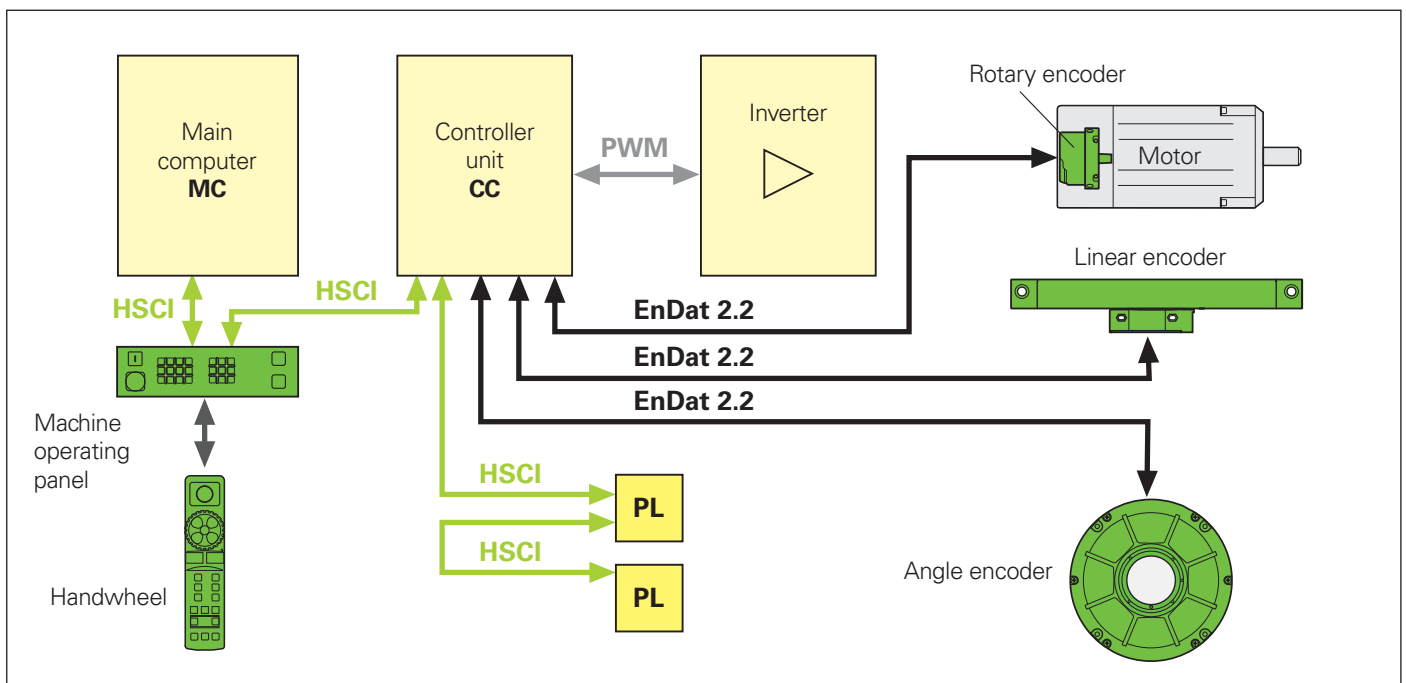 Main
computer
MC
Controller
unit
CC
PWM
Inverter
Rotary encoder
Motor
Linear encoder
HSCI
HSCI
EnDat 2.2
EnDat 2.2
EnDat 2.2
Machine
operating
panel
HSCI
PL
HSCI
PL
Handwheel
Angle encoder